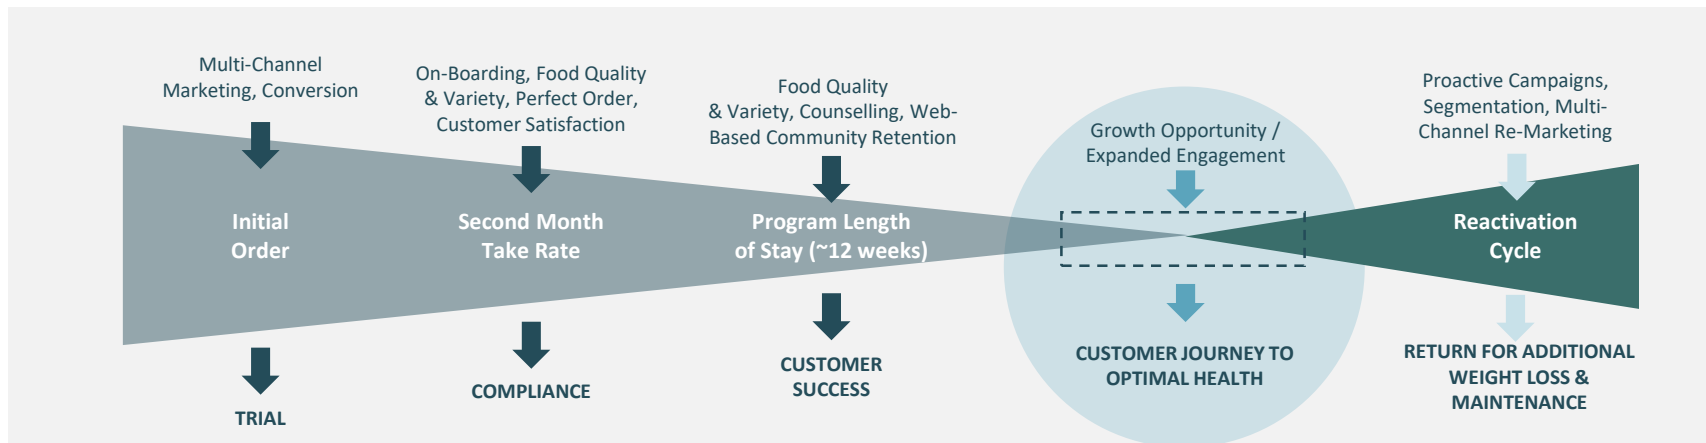 Multi-Channel
Marketing, Conversion
Initial
Order
TRIAL
On-Boarding, Food Quality
& Variety, Perfect Order,
Customer Satisfaction
Second Month
Take Rate
COMPLIANCE
Food Quality
& Variety, Counselling, Web-
Based Community Retention
Program Length
of Stay (~12 weeks)
CUSTOMER
SUCCESS
Growth Opportunity /
Expanded Engagement
CUSTOMER JOURNEY TO
OPTIMAL HEALTH
Proactive Campaigns,
Segmentation, Multi-
Channel Re-Marketing
Reactivation
Cycle
RETURN FOR ADDITIONAL
WEIGHT LOSS &
MAINTENANCE